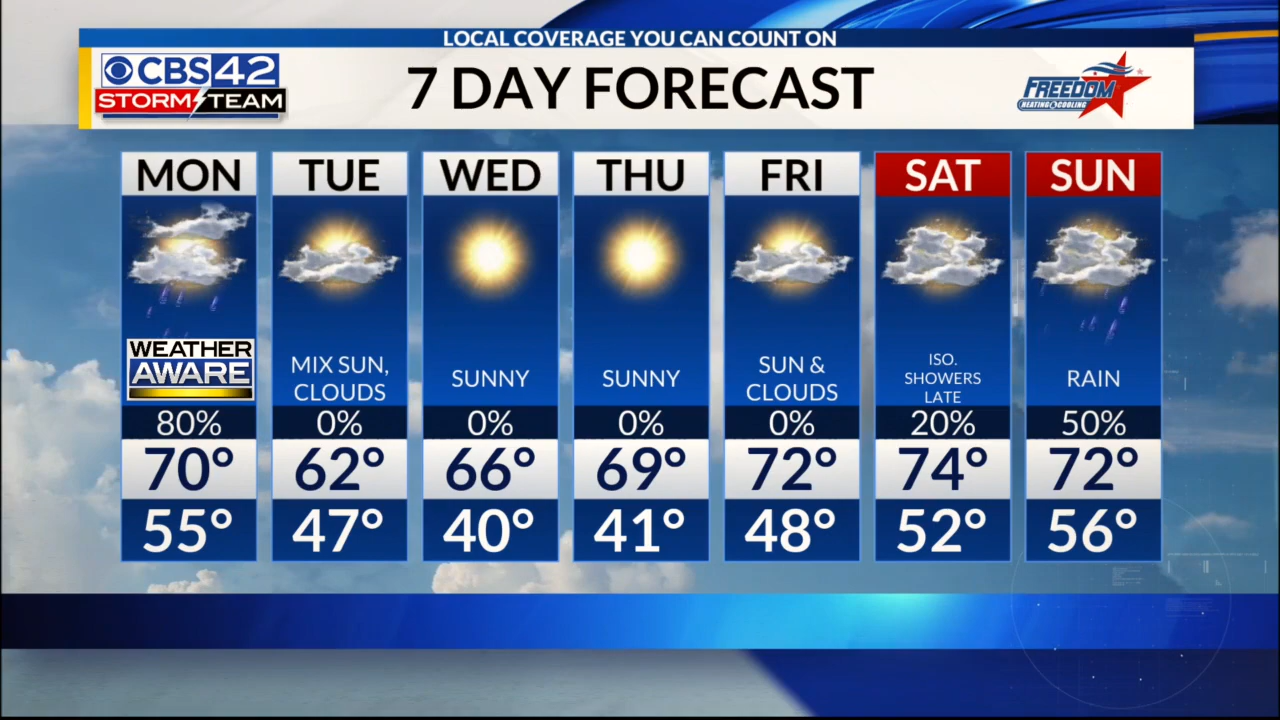 LOCAL COVERAGE YOU CAN COUNT ON
CBS 42
STORM TEAM
7 DAY FORECAST
FREEDOM
HEATING & COOLING
MON TUE WED THU FRI SAT SUN
WEATHER
AWARE
MIX SUN,
CLOUDS
SUNNY
SUNNY
SUN &
CLOUDS
ISO.
SHOWERS
LATE
RAIN
80% 0% 0% 0% 0% 20% 50%
70° 62° 66° 69° 72° 74° 72°
55° 47° 40° 41° 48° 52° 56°